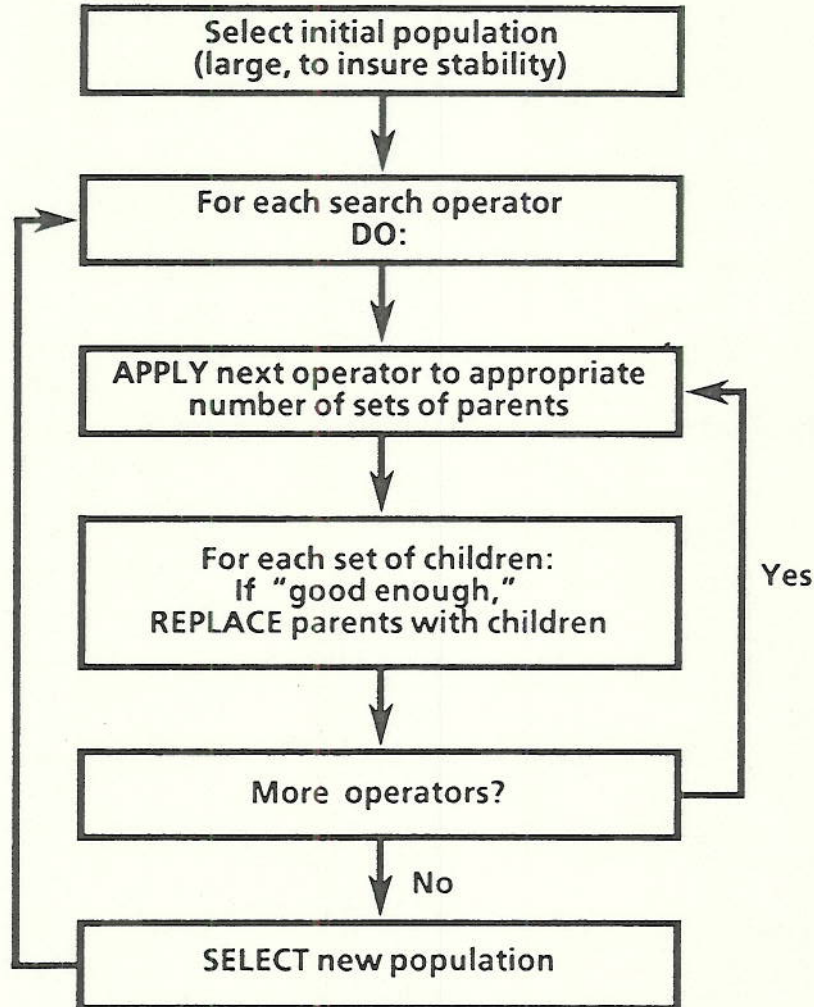 Select initial population
(large, to insure stability)
For each search operator
DO:
APPLY next operator to appropriate
number of sets of parents
For each set of children:
If “good enough,”
REPLACE parents with children
Yes
More operators?
No
SELECT new population